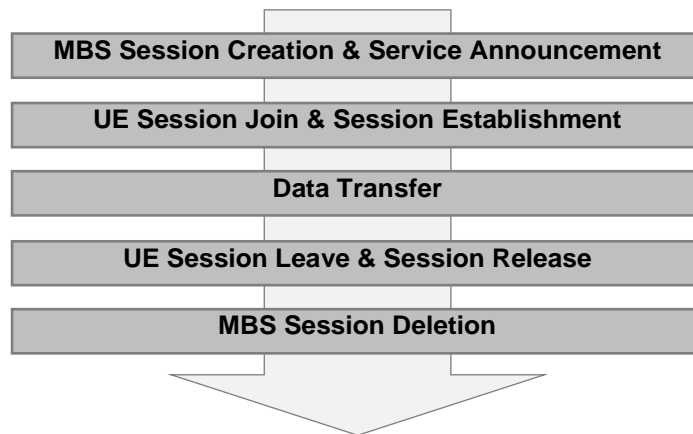 MBS Session Creation & Service Announcement
UE Session Join & Session Establishment
Data Transfer
UE Session Leave & Session Release
MBS Session Deletion